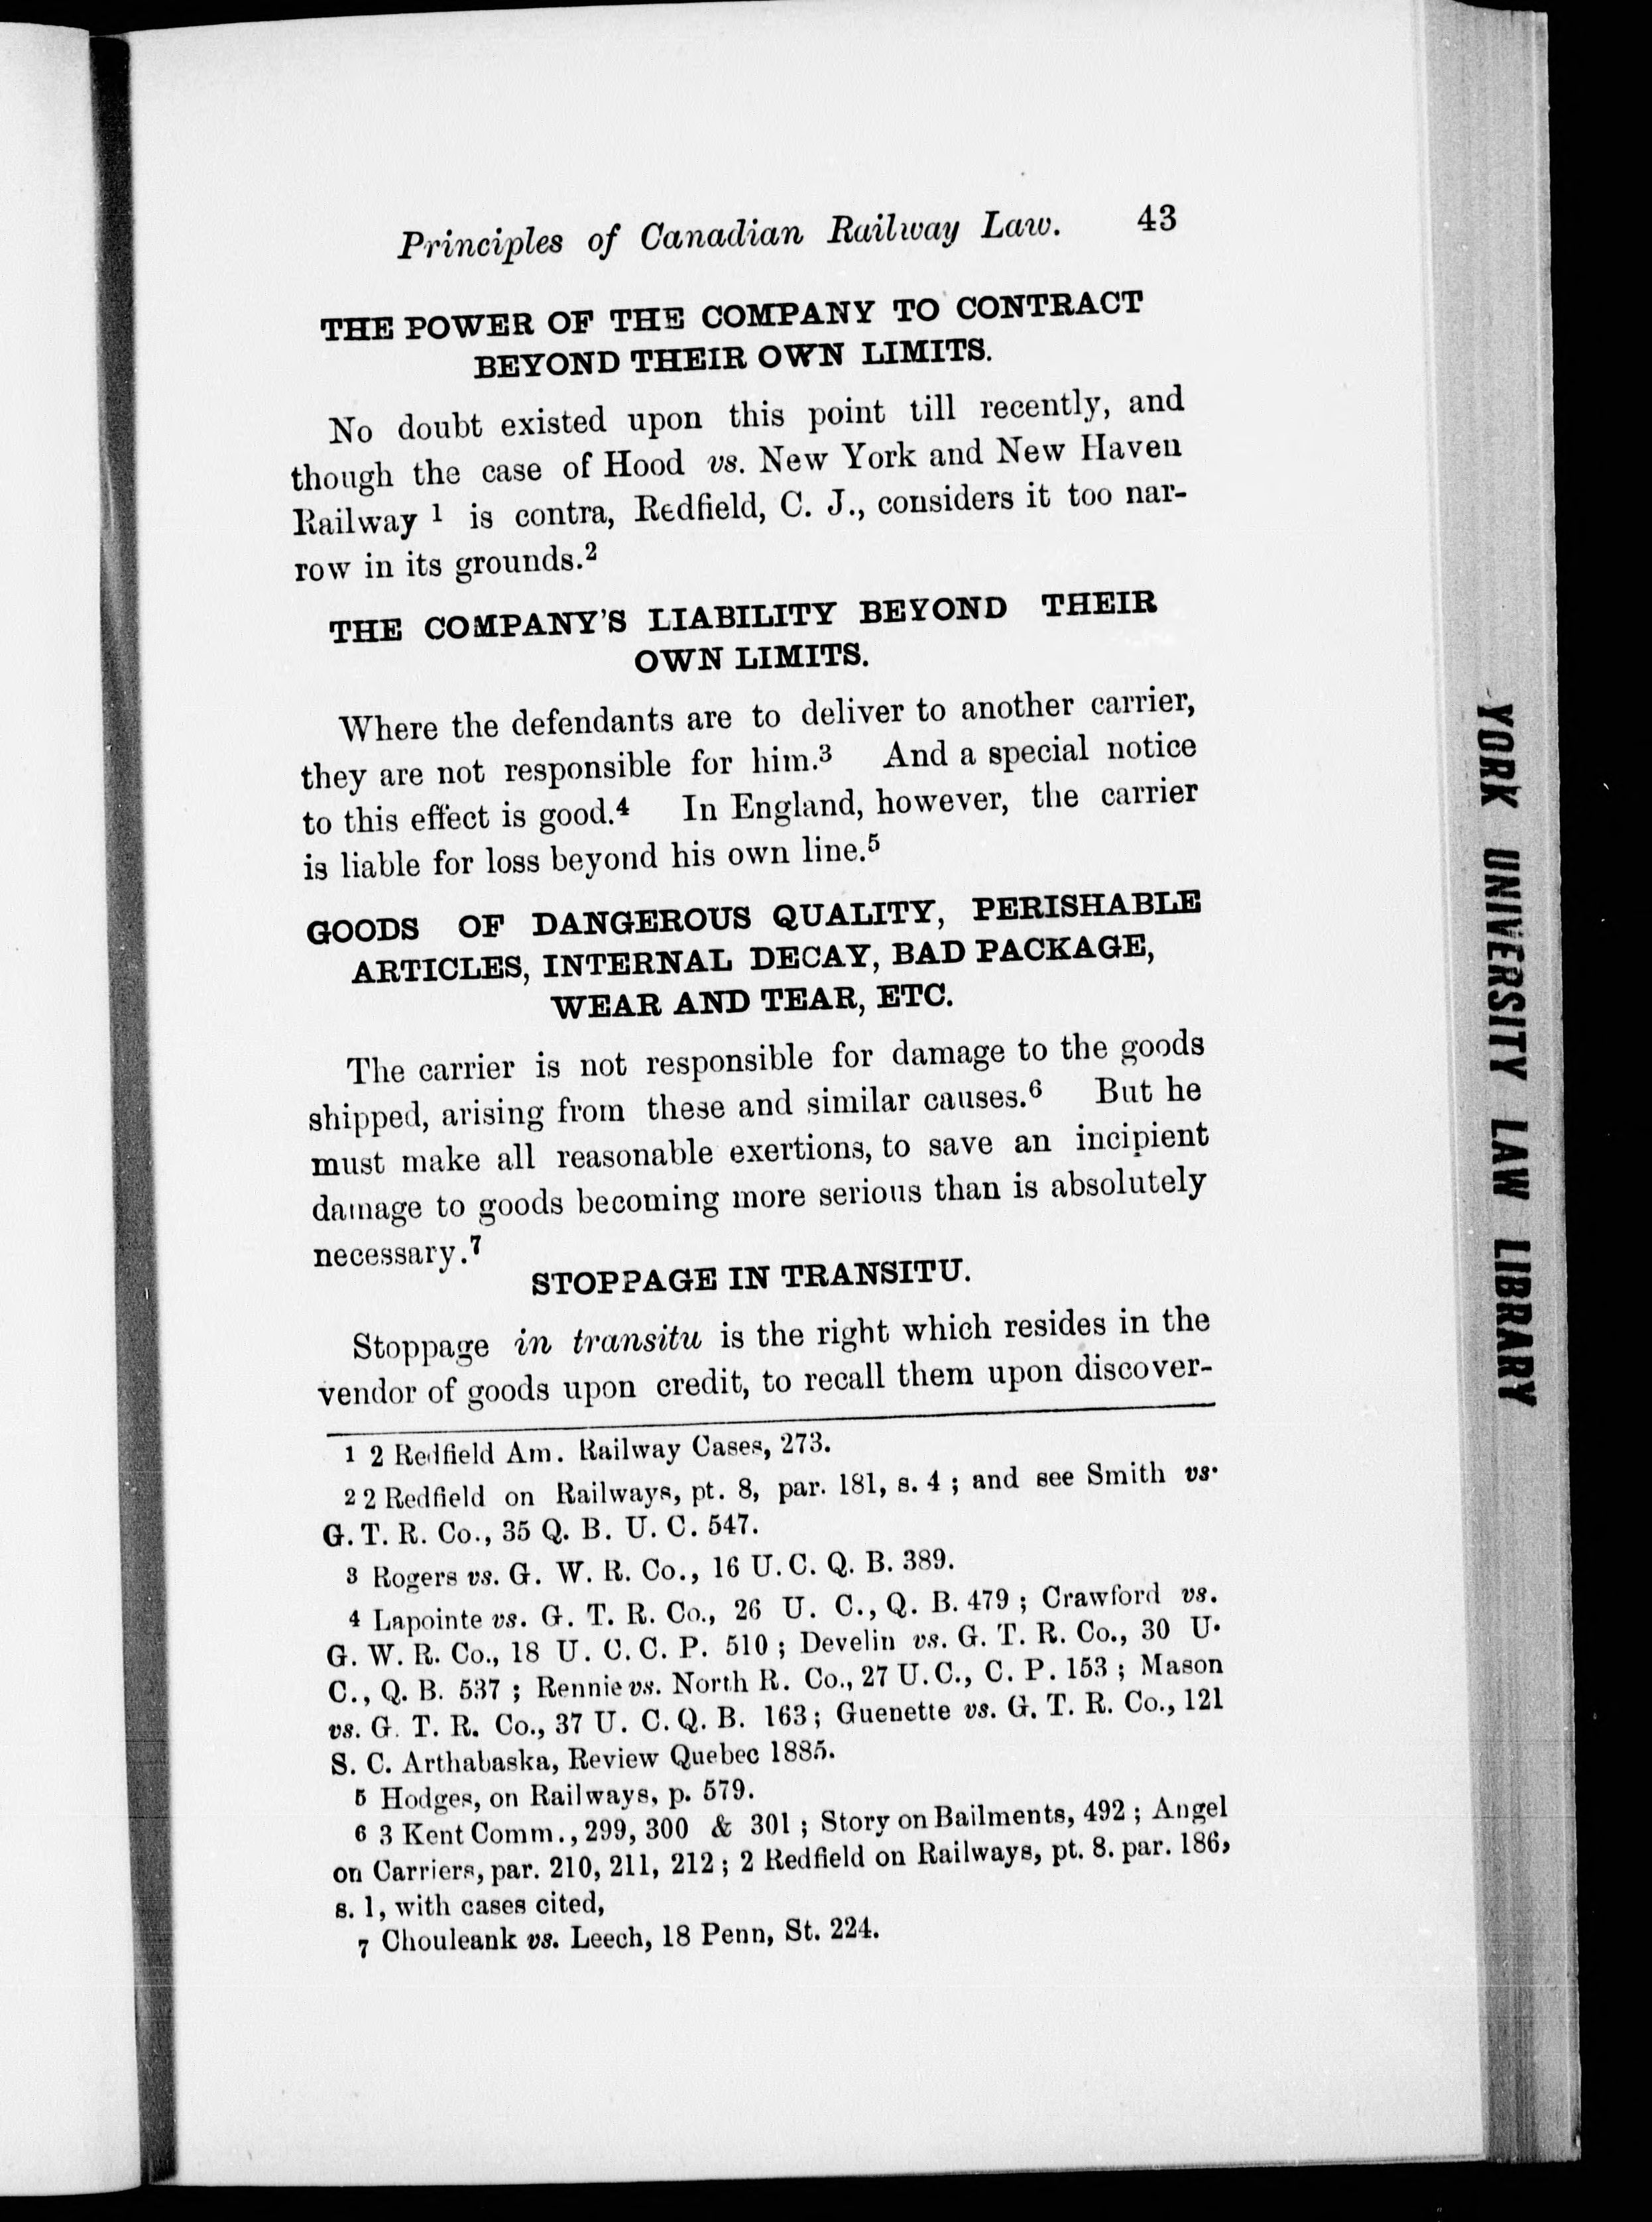 Principles of Canadian Railway Law. 43
THE POWER OF THE COMPANY TO CONTRACT
BEYOND THEIR OWN LIMITS.
No doubt existed upon this point till recently, and
though the case of Hood vs. New York and New Haven
Railway 1 is contra, Redfield, C. J., considers it too nar-
row in its grounds.2
THE COMPANY'S LIABILITY BEYOND THEIR
OWN LIMITS.
Where the defendants are to deliver to another carrier,
they are not responsible for him.3 And a special notice
to this effect is good.4 In England, however, the carrier
is liable for loss beyond his own line.5
GOODS OF DANGEROUS QUALITY, PERISHABLE
ARTICLES, INTERNAL DECAY, BAD PACKAGE,
WEAR AND TEAR, ETC.
The carrier is not responsible for damage to the goods
shipped, arising from these and similar causes.6 But he
must make all reasonable exertions, to save an incipient
damage to goods becoming more serious than is absolutely
necessary.7
STOPPAGE IN TRANSITU.
Stoppage in transitu is the right which resides in the
vendor of goods upon credit, to recall them upon discover-
1 2 Redfield Am. Railway Cases, 273.
2 2 Redfield on Railways, pt. 8, par. 181, s. 4 ; and see Smith vs.
G. T. R. Co., 35 Q. B. U. C. 547.
3 Rogers vs. G. W. R. Co., 16 U. C. Q. B. 389.
4 Lapointe vs. G. T. R. Co., 26 U. C., Q. B. 479 ; Crawford vs.
G. W. R. Co., 18 U. C. C. P. 510 ; Develin vs. G. T. R. Co., 30 U.
C., Q. B. 537 ; Rennie vs. North R. Co., 27 U. C., C. P. 153 ; Mason
vs. G. T. R. Co., 37 U. C. Q. B. 163 ; Guenette vs. G. T. R. Co., 121
S. C. Arthabaska, Review Quebec 1885.
5 Hodges, on Railways, p. 579.
6 3 Kent Comm., 299, 300 & 301 ; Story on Bailments, 492 ; Angel
on Carriers, par. 210, 211, 212 ; 2 Redfield on Railways, pt. 8. par. 186,
s. 1, with cases cited,
7 Chouleank vs. Leech, 18 Penn, St. 224.
YORK UNIVERSITY LAW LIBRARY